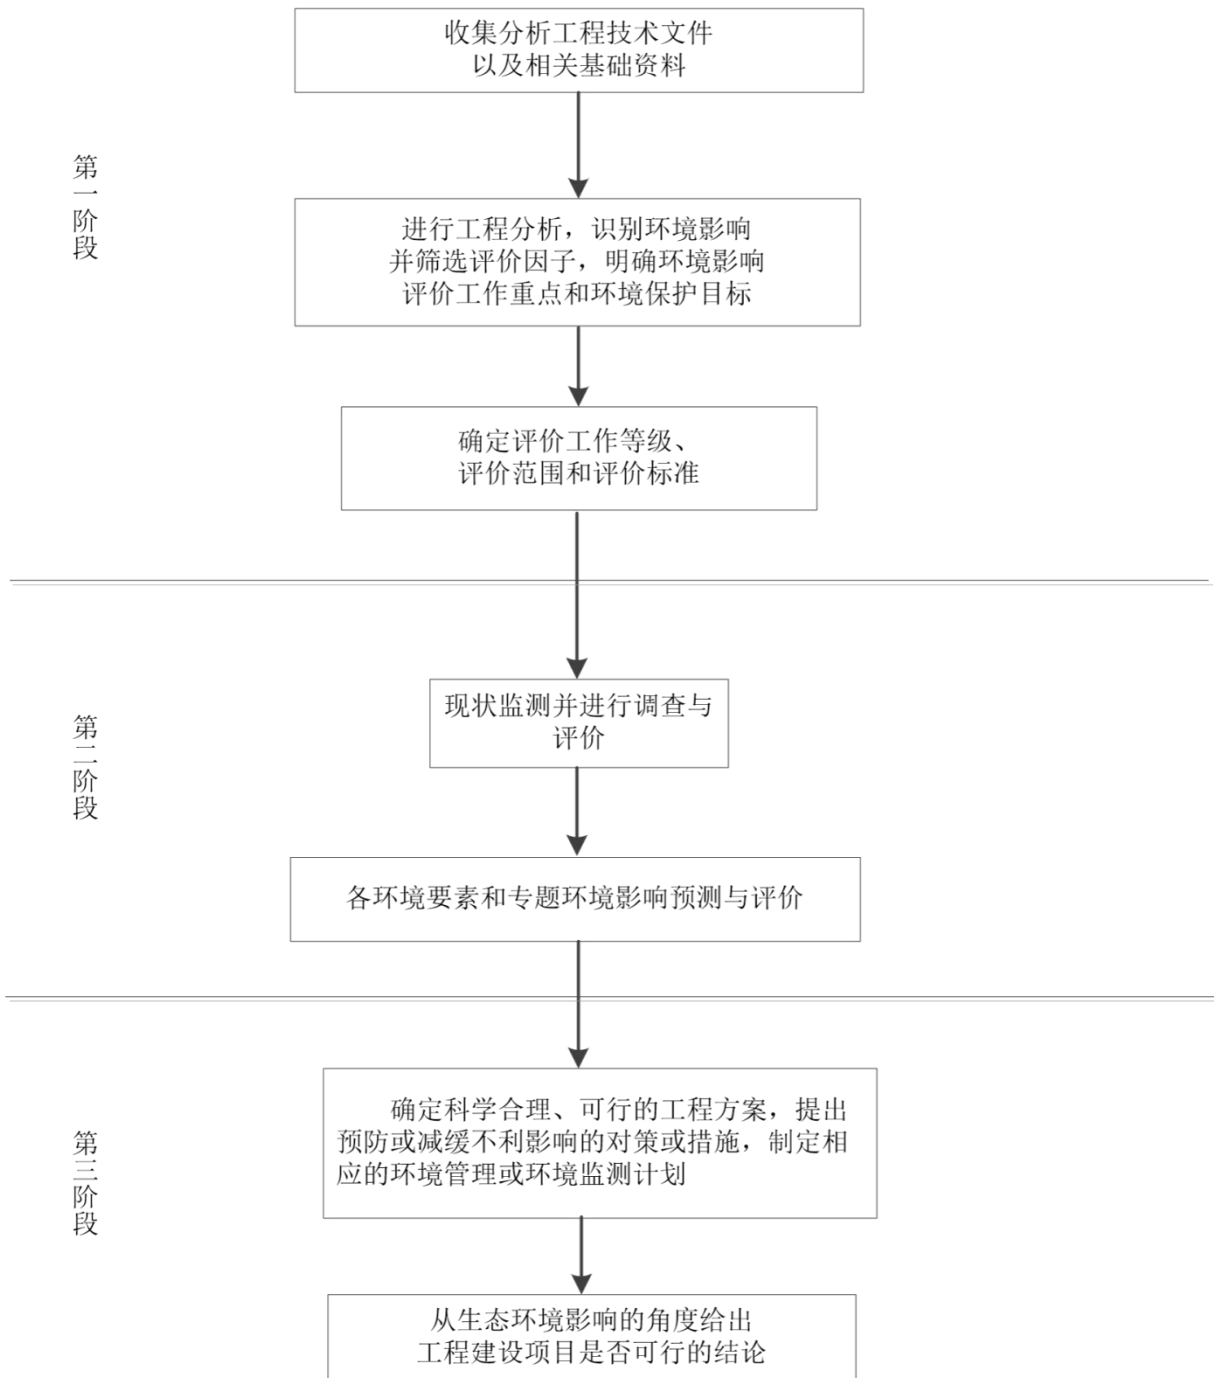 收集分析工程技术文件
以及相关基础资料
第一阶段
进行工程分析，识别环境影响
并筛选评价因子，明确环境影响
评价工作重点和环境保护目标
确定评价工作等级、
评价范围和评价标准
第二阶段
现状监测并进行调查与
评价
各环境要素和专题环境影响预测与评价
第三阶段
确定科学合理、可行的工程方案，提出
预防或减缓不利影响的对策或措施，制定相
应的环境管理或环境监测计划
从生态环境影响的角度给出
工程建设项目是否可行的结论